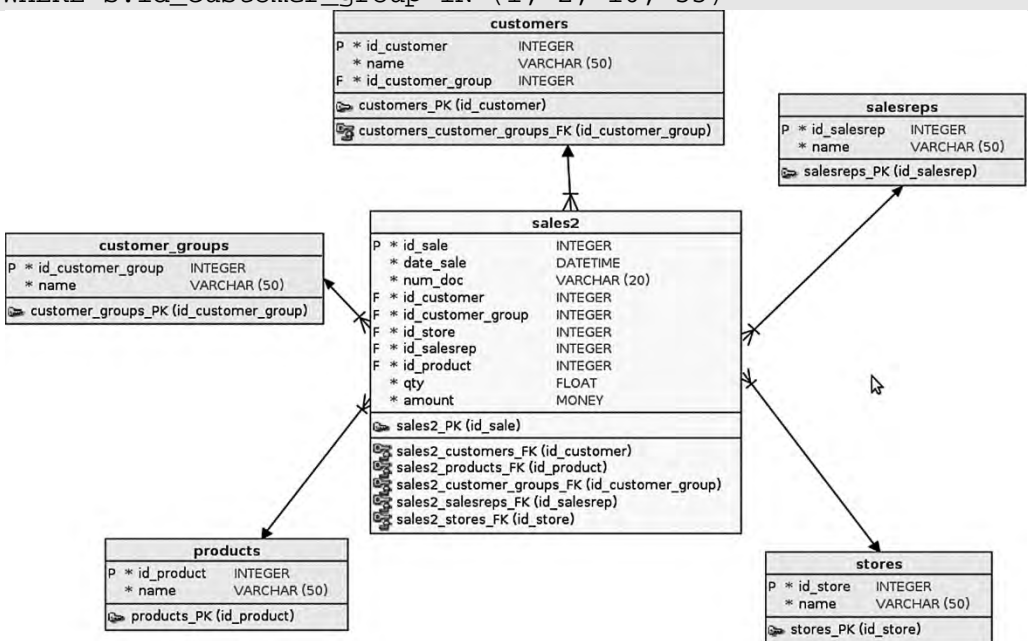 WHERE s.id_customer_group IN (1, 2, 10,
customers
P * id_customer INTEGER
* name VARCHAR (50)
F * id_customer_group INTEGER
customers_PK (id_customer)
customers_customer_groups_FK (id_customer_group)
salesreps
P * id_salesrep INTEGER
* name VARCHAR (50)
salesreps_PK (id_salesrep)
customer_groups
P * id_customer_group INTEGER
* name VARCHAR (50)
customer_groups_PK (id_customer_group)
sales2
P * id_sale INTEGER
* date_sale DATETIME
* num_doc VARCHAR (20)
F * id_customer INTEGER
F * id_customer_group INTEGER
F * id_store INTEGER
F * id_salesrep INTEGER
F * id_product INTEGER
* qty FLOAT
* amount MONEY
sales2_PK (id_sale)
sales2_customers_FK (id_customer)
sales2_products_FK (id_product)
sales2_customer_groups_FK (id_customer_group)
sales2_salesreps_FK (id_salesrep)
sales2_stores_FK (id_store)
products
P * id_product INTEGER
* name VARCHAR (50)
products_PK (id_product)
stores
P * id_store INTEGER
* name VARCHAR (50)
stores_PK (id_store)